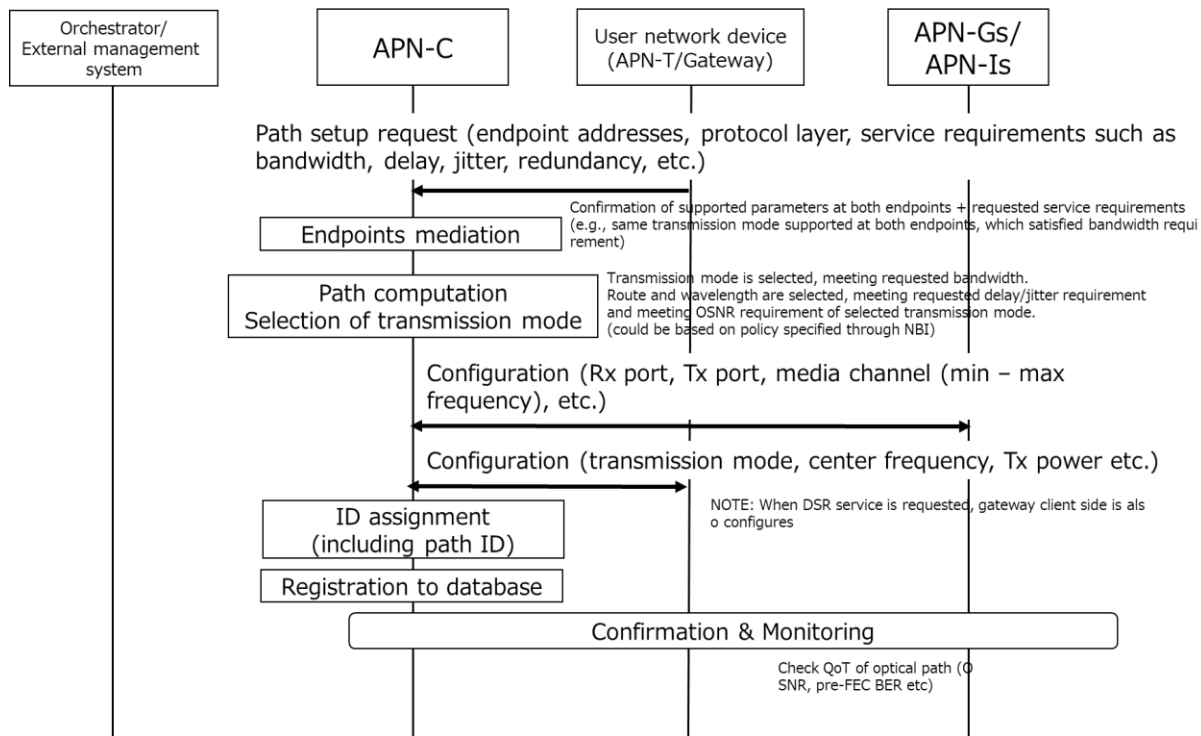 Orchestrator/
External management
system
APN-C
User network device
(APN-T/Gateway)
APN-Gs/
APN-Is
Path setup request (endpoint addresses, protocol layer, service requirements such as
bandwidth, delay, jitter, redundancy, etc.)
Confirmation of supported parameters at both endpoints + requested service requirements
(e.g., same transmission mode supported at both endpoints, which satisfied bandwidth requi
rement)
Endpoints mediation
Path computation
Selection of transmission mode
Transmission mode is selected, meeting requested bandwidth.
Route and wavelength are selected, meeting requested delay/jitter requirement
and meeting OSNR requirement of selected transmission mode.
(could be based on policy specified through NBI)
Configuration (Rx port, Tx port, media channel (min – max
frequency), etc.)
Configuration (transmission mode, center frequency, Tx power etc.)
NOTE: When DSR service is requested, gateway client side is als
o configures
ID assignment
(including path ID)
Registration to database
Confirmation & Monitoring
Check QoT of optical path (O
SNR, pre-FEC BER etc)